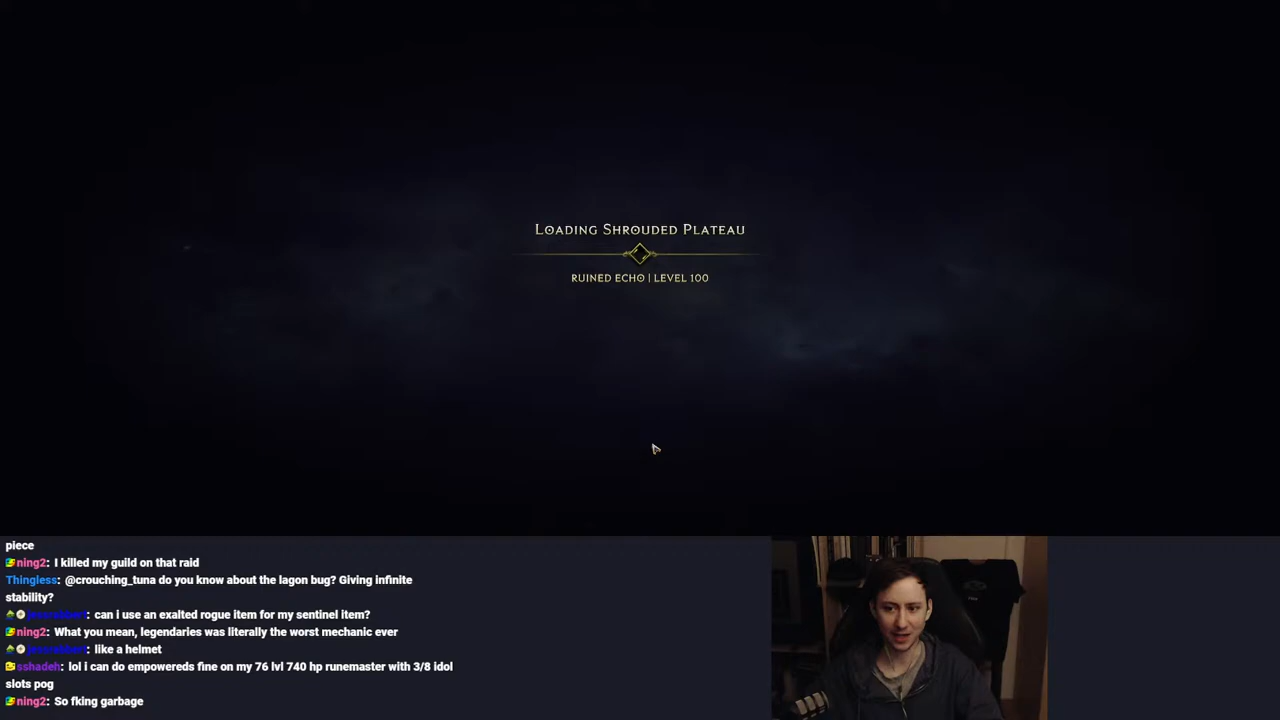 LOADING SHROUDED PLATEAU
RUINED ECHO | LEVEL 100
piece
ning2: I killed my guild on that raid
Thingless: @crouching_tuna do you know about the lagon bug? Giving infinite
stability?
: can i use an exalted rogue item for my sentinel item?
ning2: What you mean, legendaries was literally the worst mechanic ever
: like a helmet
sshadeh: lol i can do empowereds fine on my 76 lvl 740 hp runemaster with 3/8 idol
slots pog
ning2: So fking garbage